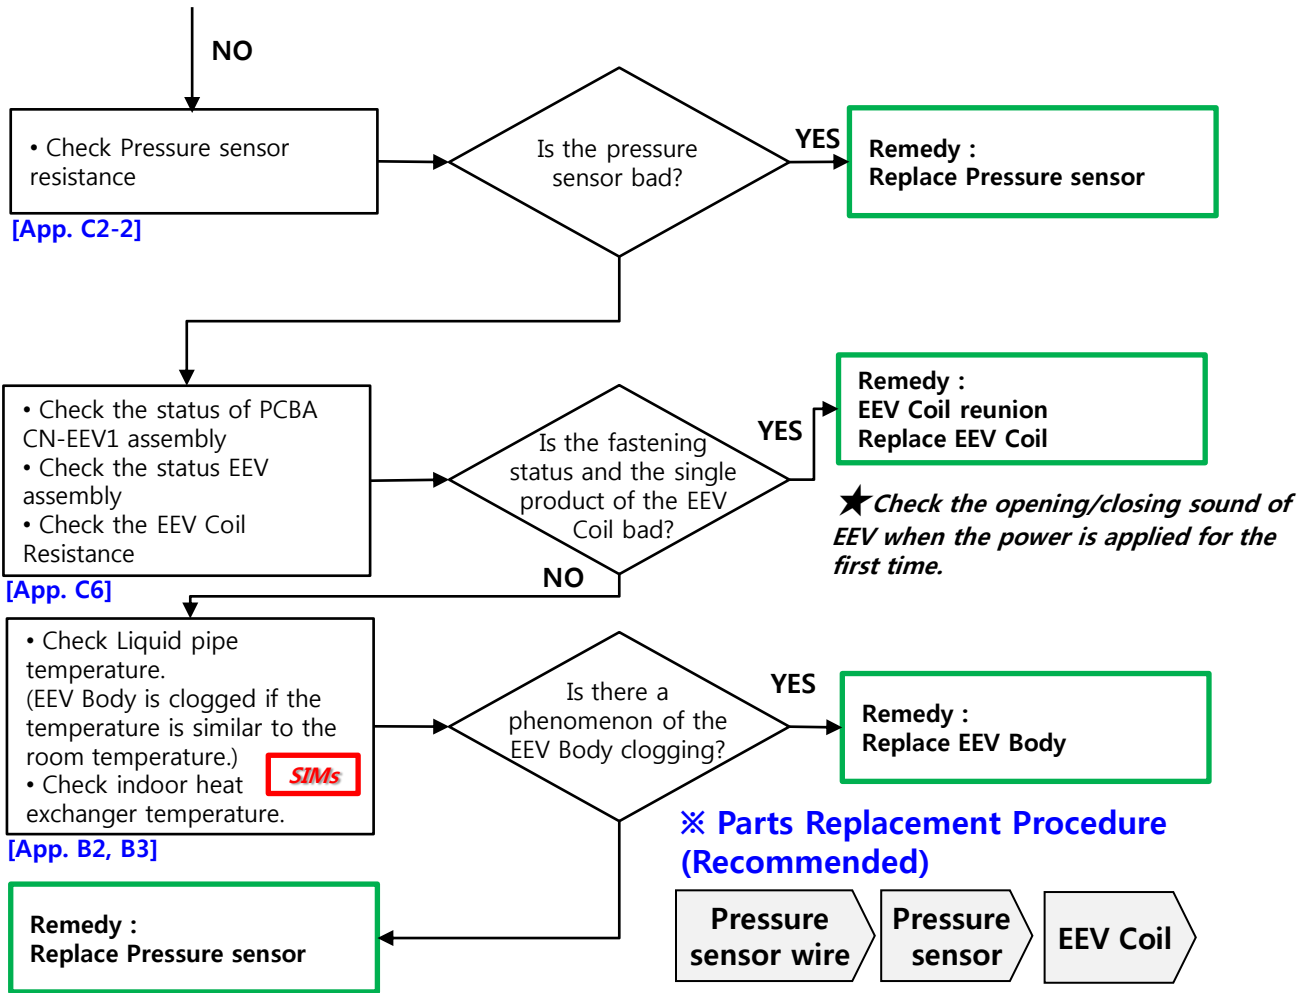 NO
• Check Pressure sensor
resistance
[App. C2-2]
Is the pressure
sensor bad?
YES
Remedy :
Replace Pressure sensor
• Check the status of PCBA
CN-EEV1 assembly
• Check the status EEV
assembly
• Check the EEV Coil
Resistance
[App. C6]
Is the fastening
status and the single
product of the EEV
Coil bad?
YES
Remedy :
EEV Coil reunion
Replace EEV Coil
★Check the opening/closing sound of
EEV when the power is applied for the
first time.
NO
• Check Liquid pipe
temperature.
(EEV Body is clogged if the
temperature is similar to the
room temperature.)
SIMs
• Check indoor heat
exchanger temperature.
[App. B2, B3]
Is there a
phenomenon of the
EEV Body clogging?
YES
Remedy :
Replace EEV Body
Remedy :
Replace Pressure sensor
※ Parts Replacement Procedure
(Recommended)
Pressure
sensor wire
Pressure
sensor
EEV Coil